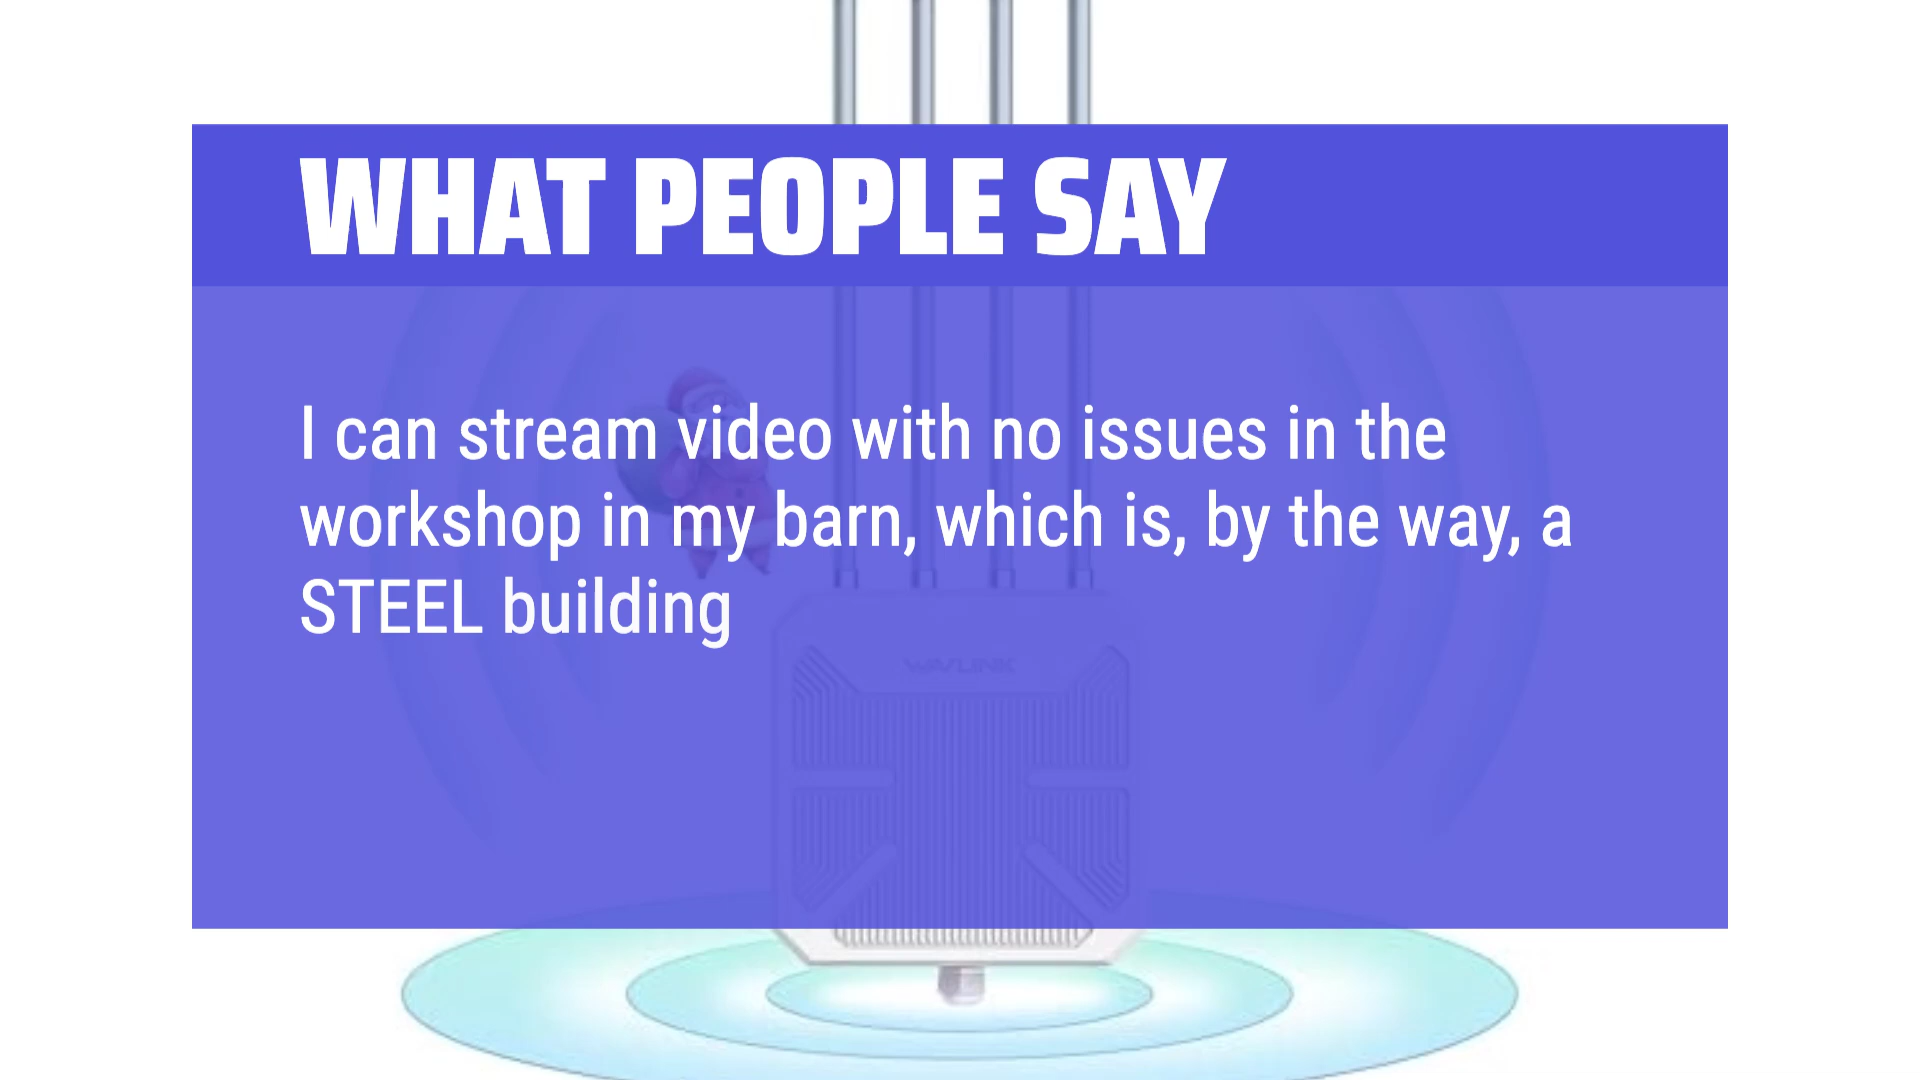 WHAT PEOPLE SAY
I can stream video with no issues in the
workshop in my barn, which is, by the way, a
STEEL building
WAVLINK